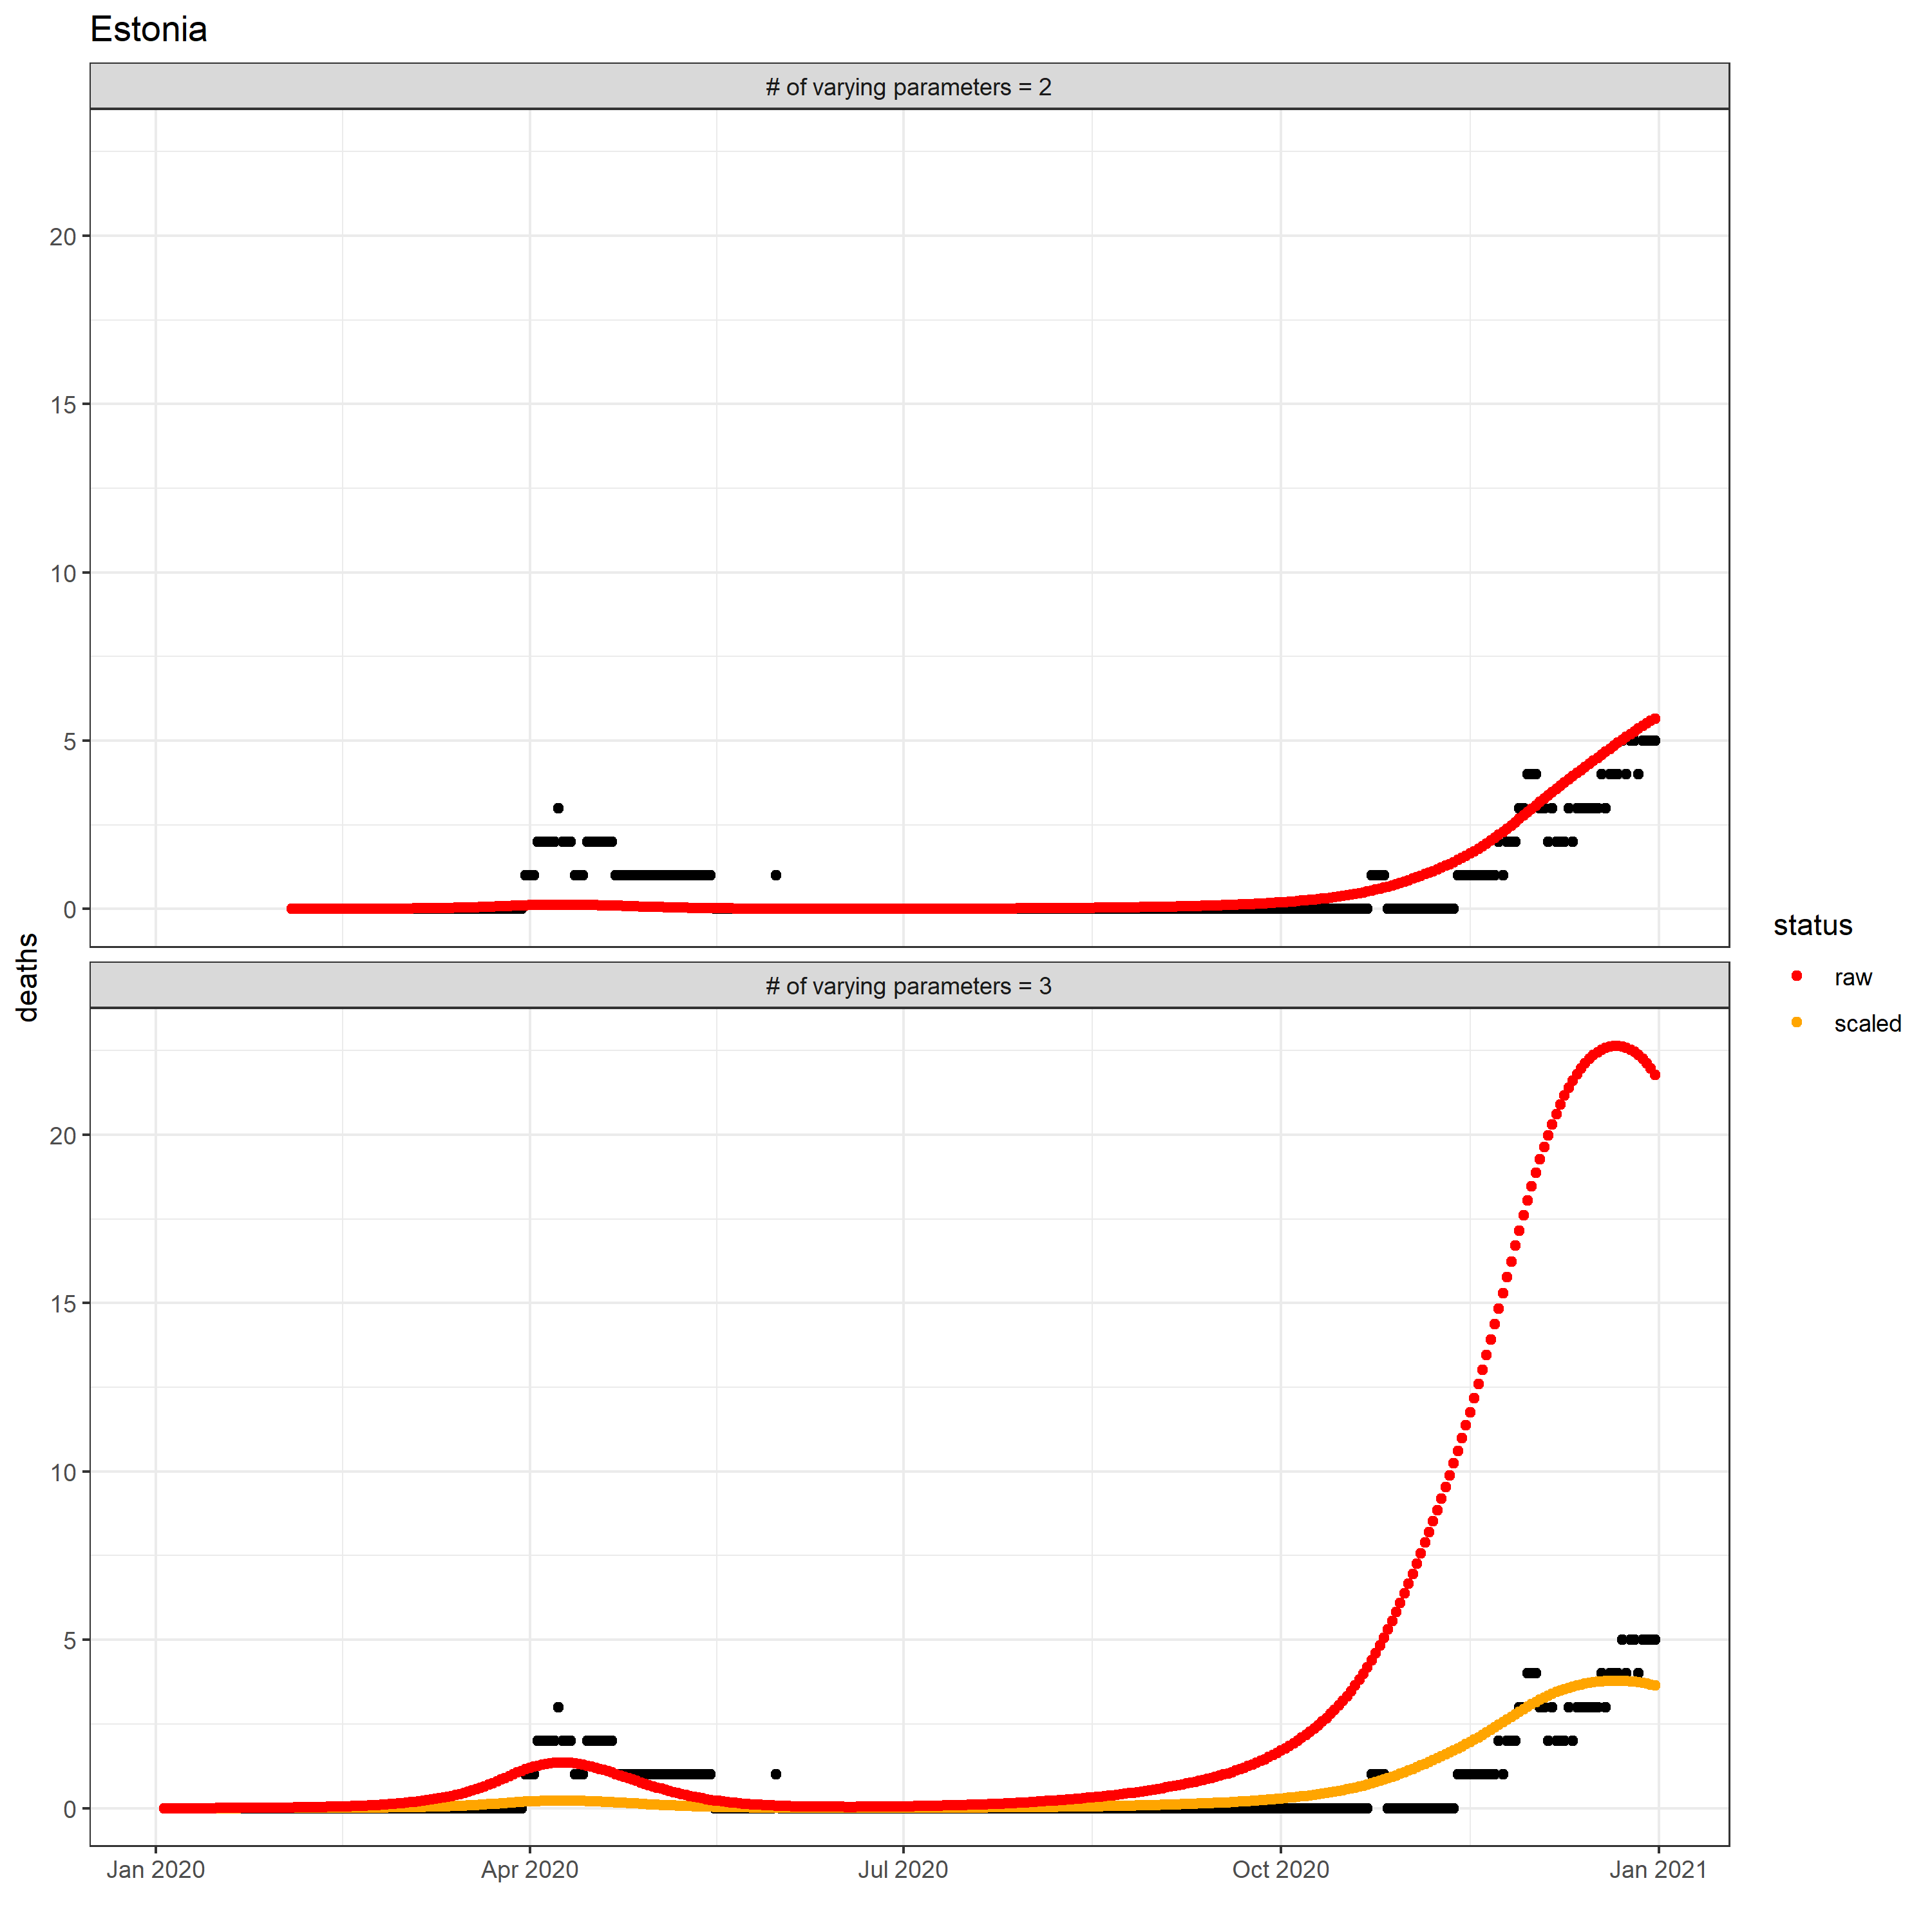 Estonia
# of varying parameters = 2
20
15
10
5
0
deaths
# of varying parameters = 3
20
15
10
5
0
Jan 2020 Apr 2020 Jul 2020 Oct 2020 Jan 2021
status
raw
scaled